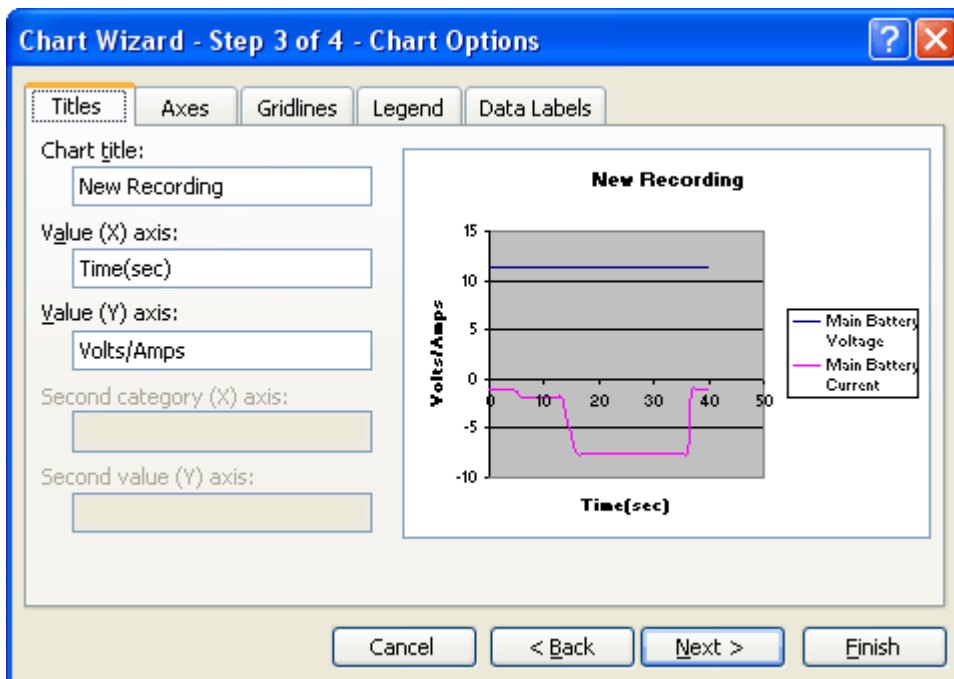 Chart Wizard - Step 3 of 4 - Chart Options
?
Titles
Axes
Gridlines
Legend
Data Labels
Chart title:
New Recording
Value (X) axis:
Time(sec)
Value (Y) axis:
Volts/Amps
Second category (X) axis:
Second value (Y) axis:
New Recording
15
10
5
0
-5
-10
0 10 20 30 40 50
Volts/Amps
Time(sec)
Main Battery
Voltage
Main Battery
Current
Cancel
< Back
Next >
Finish